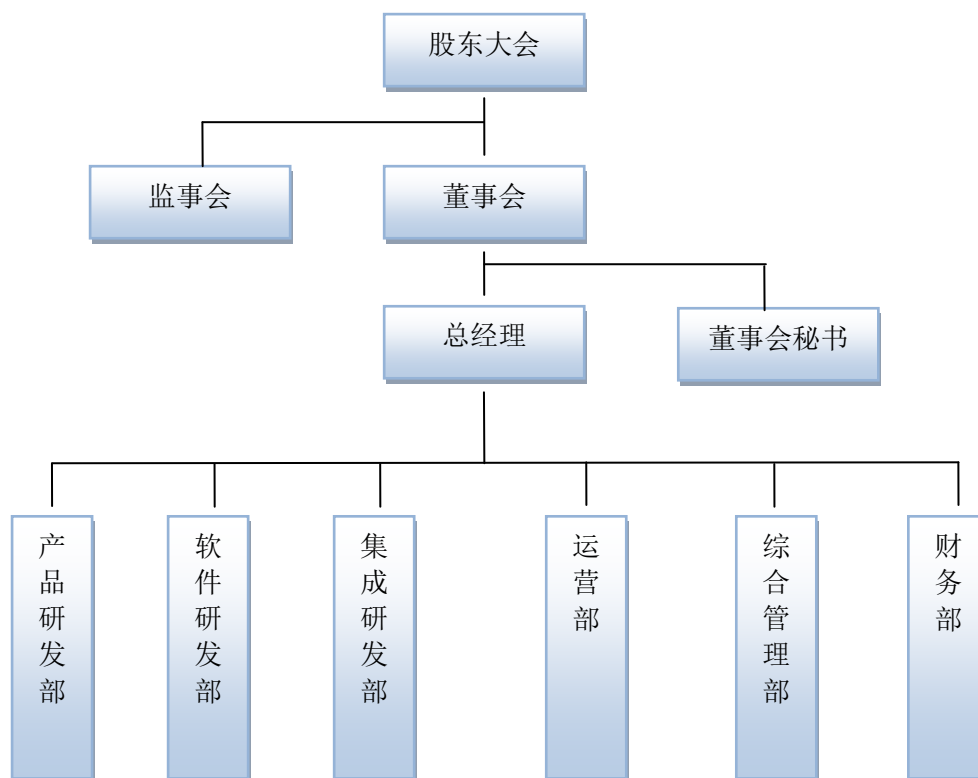 股东大会
监事会
董事会
总经理
董事会秘书
产品研发部
软件研发部
集成研发部
运营部
综合管理部
财务部